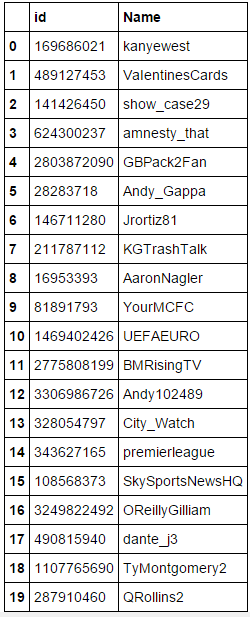 id Name
0 169686021 kanyewest
1 489127453 ValentinesCards
2 141426450 show_case29
3 624300237 amnesty_that
4 2803872090 GBPack2Fan
5 28283718 Andy_Gappa
6 146711280 Jrortiz81
7 211787112 KGTrashTalk
8 16953393 AaronNagler
9 81891793 YourMCFC
10 1469402426 UEFAEURO
11 2775808199 BMRisingTV
12 3306986726 Andy102489
13 328054797 City_Watch
14 343627165 premierleague
15 108568373 SkySportsNewsHQ
16 3249822492 OReillyGilliam
17 490815940 dante_j3
18 1107765690 TyMontgomery2
19 287910460 QRollins2